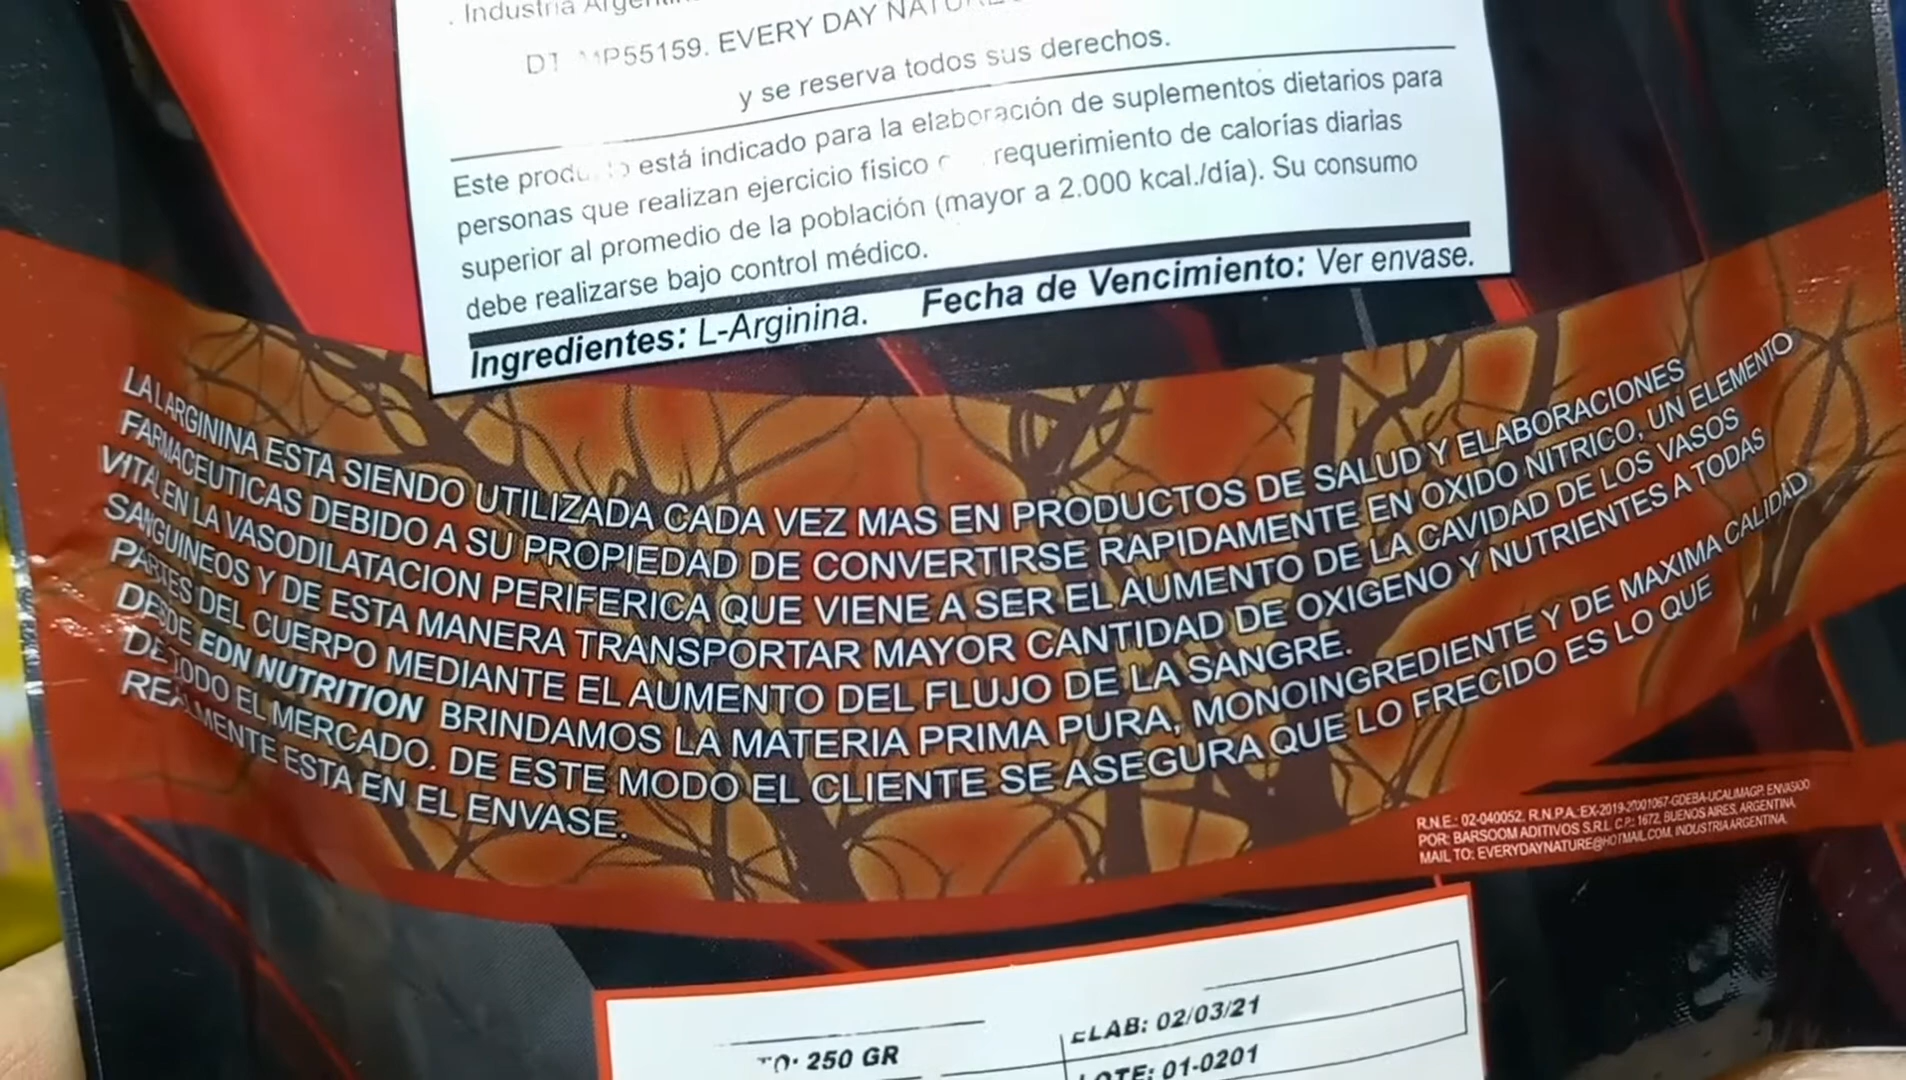 . Industria
MP55159. EVERY DAY
y se reserva todos sus derechos.
Este producto está indicado para la elaboración de suplementos dietarios para
personas que realizan ejercicio fisico requerimiento de calorías diarias
superior al promedio de la población (mayor a 2.000 kcal./día). Su consumo
debe realizarse bajo control médico.
Ingredientes: L-Arginina. Fecha de Vencimiento: Ver envase.
LA L ARGININA ESTA SIENDO UTILIZADA CADA VEZ MAS EN PRODUCTOS DE SALUD Y ELABORACIONES
FARMACEUTICAS DEBIDO A SU PROPIEDAD DE CONVERTIRSE RAPIDAMENTE EN OXIDO NITRICO, UN ELEMENTO
VITAL EN LA VASODILATACION PERIFERICA QUE VIENE A SER EL AUMENTO DE LA CAVIDAD DE LOS VASOS
SANGUINEOS Y DE ESTA MANERA TRANSPORTAR MAYOR CANTIDAD DE OXIGENO Y NUTRIENTES A TODAS
PARTES DEL CUERPO MEDIANTE EL AUMENTO DEL FLUJO DE LA SANGRE.
DESDE EDN NUTRITION BRINDAMOS LA MATERIA PRIMA PURA, MONOINGREDIENTE Y DE MAXIMA CALIDAD
DE TODO EL MERCADO. DE ESTE MODO EL CLIENTE SE ASEGURA QUE LO FRECIDO ES LO QUE
REALMENTE ESTA EN EL ENVASE.
R.N.E.: 02-040052. R.N.P.A.:EX-2019-21001067-GDEBA-UCALIMAGP. ENVASADO
POR: BARSOOM ADITIVOS S.R.L. C.P.: 1672, BUENOS AIRES, ARGENTINA.
MAIL TO: EVERYDAYNATURE@HOTMAIL.COM. INDUSTRIA ARGENTINA.
ELAB: 02/03/21
250 GR
LOTE: 01-0201